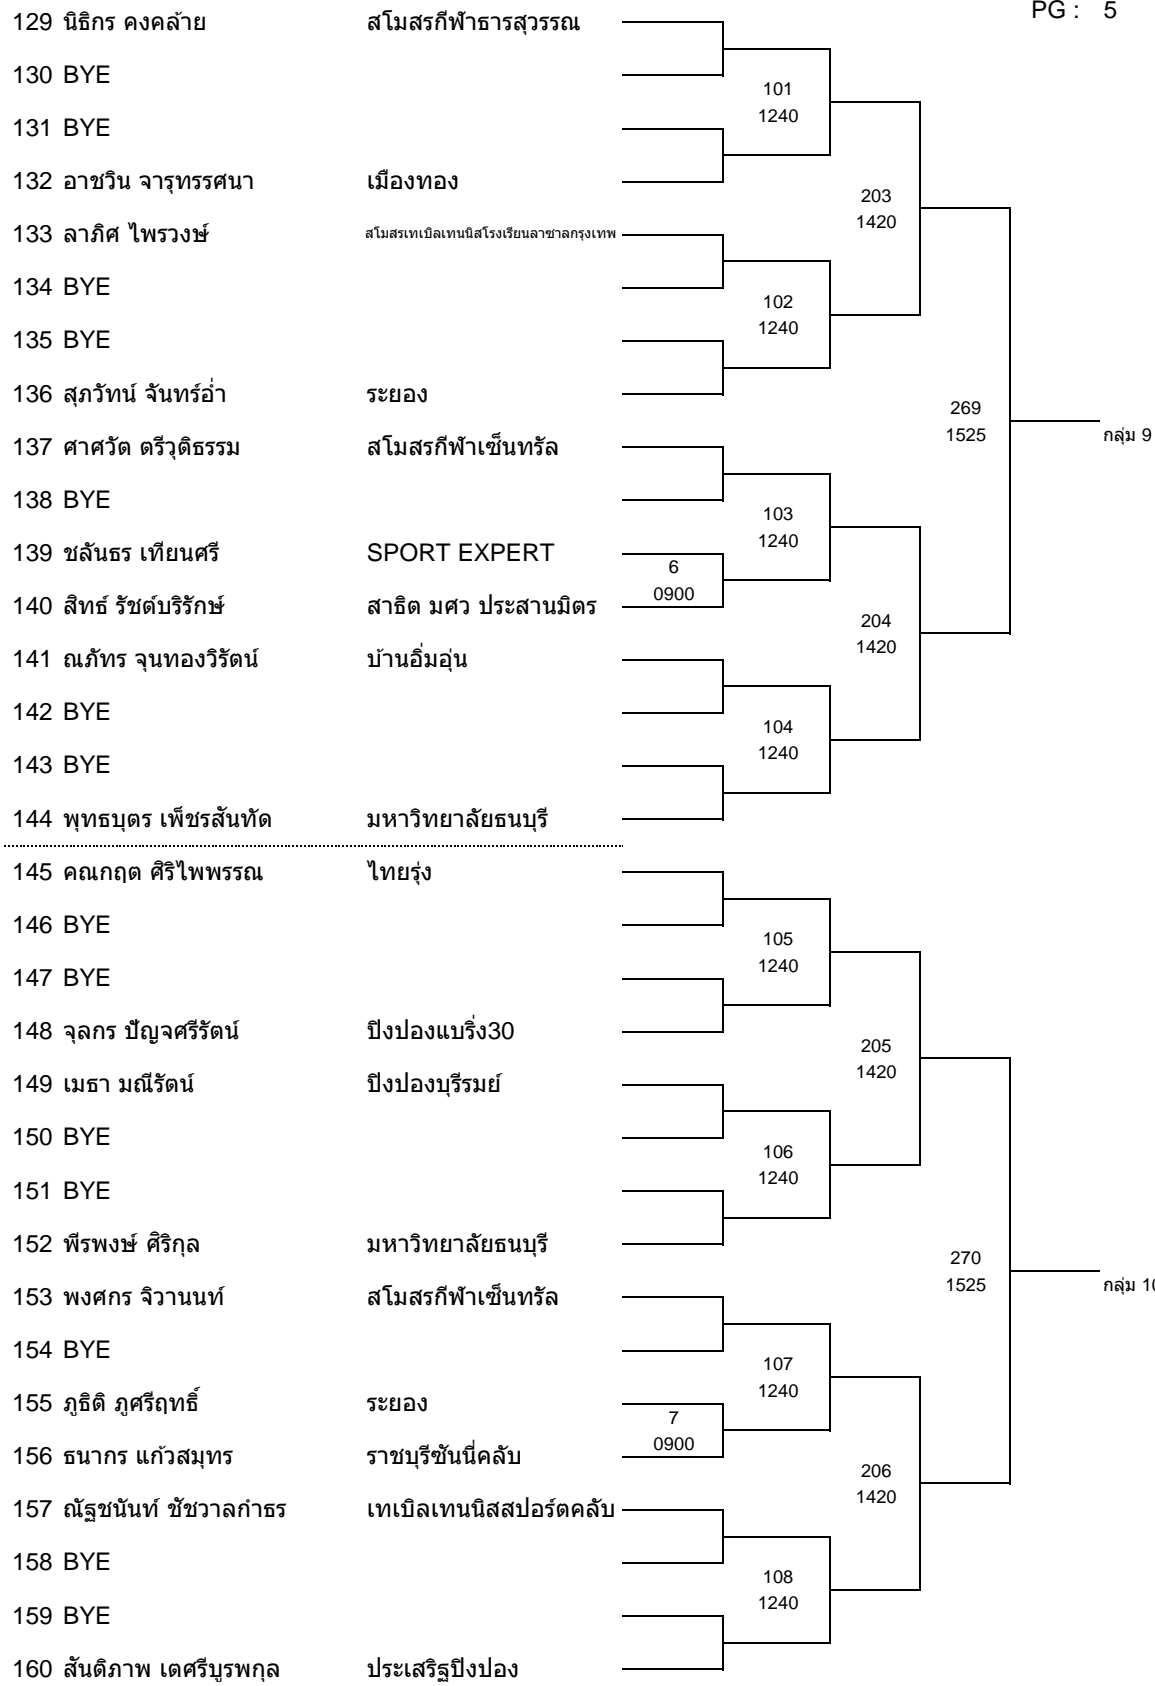 PG : 5
129 นิธิกร คงคล้าย สโมสรกีฬาธารสุวรรณ
130 BYE
101
1240
131 BYE
132 อาชวิน จารุทรรศนา เมืองทอง
203
1420
133 ลาภิศ ไพรวงษ์ สโมสรเทเบิลเทนนิสโรงเรียนลาซาลกรุงเทพ
134 BYE
102
1240
135 BYE
136 สุภวัทน์ จันทร์อ่ำ ระยอง
269
1525
กลุ่ม 9
137 ศาศวัต ตรีวุติธรรม สโมสรกีฬาเซ็นทรัล
138 BYE
103
1240
139 ชลันธร เทียนศรี SPORT EXPERT
6
0900
140 สิทธ์ รัชต์บริรักษ์ สาธิต มศว ประสานมิตร
204
1420
141 ณภัทร จุนทองวิรัตน์ บ้านอิ่มอุ่น
142 BYE
104
1240
143 BYE
144 พุทธบุตร เพ็ชรสันทัด มหาวิทยาลัยธนบุรี
145 คณกฤต ศิริไพพรรณ ไทยรุ่ง
146 BYE
105
1240
147 BYE
148 จุลกร ปัญจศรีรัตน์ ปิงปองแบริ่ง30
205
1420
149 เมธา มณีรัตน์ ปิงปองบุรีรมย์
150 BYE
106
1240
151 BYE
152 พีรพงษ์ ศิริกุล มหาวิทยาลัยธนบุรี
270
1525
กลุ่ม 10
153 พงศกร จิวานนท์ สโมสรกีฬาเซ็นทรัล
154 BYE
107
1240
155 ภูธิดิ ภูศรีฤทธิ์ ระยอง
7
0900
156 ธนากร แก้วสมุทร ราชบุรีซันนี่คลับ
206
1420
157 ณัฐชนันท์ ชัชวาลกำธร เทเบิลเทนนิสสปอร์ตคลับ
158 BYE
108
1240
159 BYE
160 สันติภาพ เตศรีบูรพกุล ประเสริฐปิงปอง